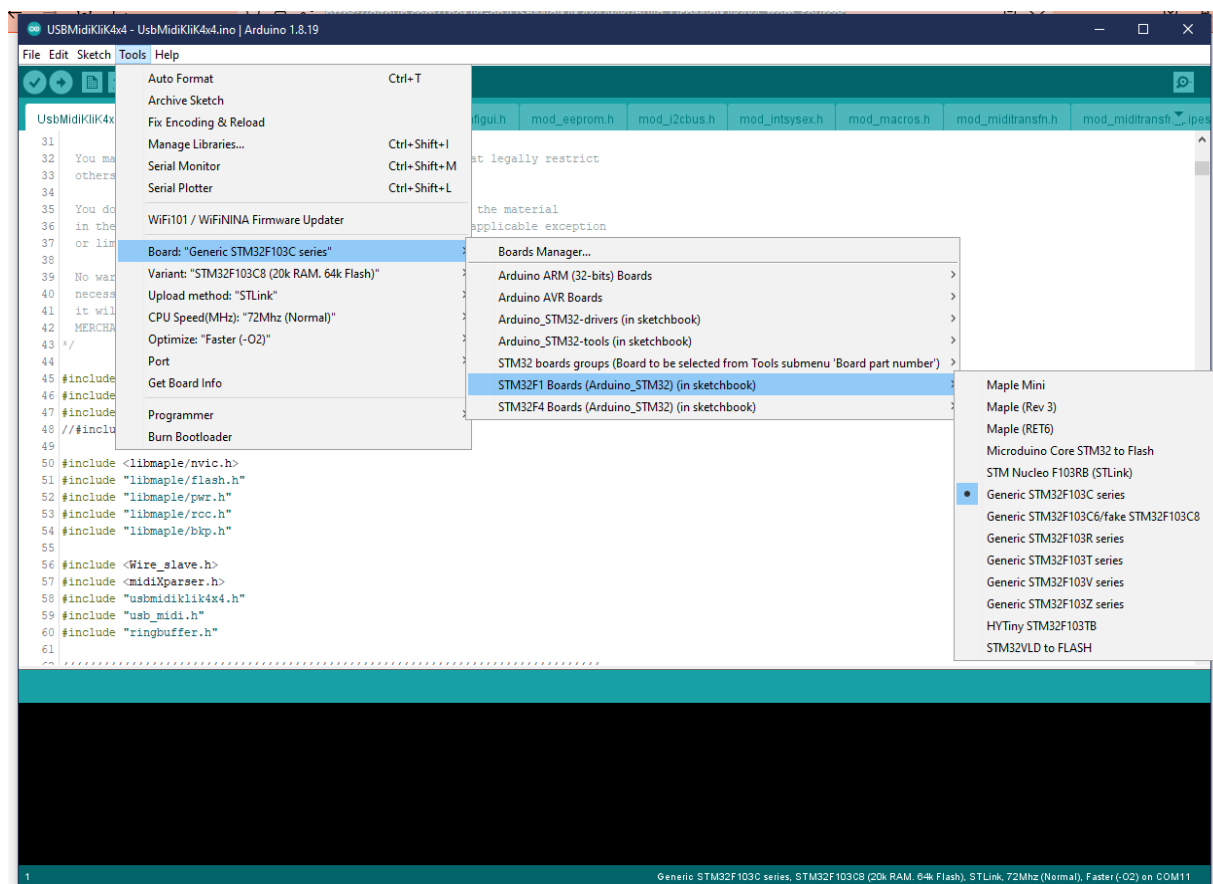 USBMidiKliK4x4 - UsbMidiKliK4x4.ino | Arduino 1.8.19
File Edit Sketch Tools Help
UsbMidiKliK4x
nfigui.h
mod_eeprom.h
mod_i2cbus.h
mod_intsysex.h
mod_macros.h
mod_miditransfn.h
mod_miditransfr
ipes
Auto Format Ctrl+T
Archive Sketch
Fix Encoding & Reload
Manage Libraries... Ctrl+Shift+I
Serial Monitor Ctrl+Shift+M
Serial Plotter Ctrl+Shift+L
WiFi101 / WiFiNINA Firmware Updater
Board: "Generic STM32F103C series"
Variant: "STM32F103C8 (20k RAM. 64k Flash)"
Upload method: "STLink"
CPU Speed(MHz): "72Mhz (Normal)"
Optimize: "Faster (-O2)"
Port
Get Board Info
Programmer
Burn Bootloader
Boards Manager...
Arduino ARM (32-bits) Boards
Arduino AVR Boards
Arduino_STM32-drivers (in sketchbook)
Arduino_STM32-tools (in sketchbook)
STM32 boards groups (Board to be selected from Tools submenu 'Board part number')
STM32F1 Boards (Arduino_STM32) (in sketchbook)
STM32F4 Boards (Arduino_STM32) (in sketchbook)
Maple Mini
Maple (Rev 3)
Maple (RET6)
Microduino Core STM32 to Flash
STM Nucleo F103RB (STLink)
Generic STM32F103C series
Generic STM32F103C6/fake STM32F103C8
Generic STM32F103R series
Generic STM32F103T series
Generic STM32F103V series
Generic STM32F103Z series
HYTiny STM32F103TB
STM32VLD to FLASH
31
32 You ma at legally restrict
33 others
34
35 You do the material
36 in the applicable exception
37 or lim
38
39 No war
40 necess
41 it wil
42 MERCHA
43 */
44
45 #include
46 #include
47 #include
48 //#inclu
49
50 #include <libmaple/nvic.h>
51 #include "libmaple/flash.h"
52 #include "libmaple/pwr.h"
53 #include "libmaple/rcc.h"
54 #include "libmaple/bkp.h"
55
56 #include <Wire_slave.h>
57 #include <midiXparser.h>
58 #include "usbmidiklik4x4.h"
59 #include "usb_midi.h"
60 #include "ringbuffer.h"
61
1
Generic STM32F103C series, STM32F103C8 (20k RAM. 64k Flash), STLink, 72Mhz (Normal), Faster (-O2) on COM11